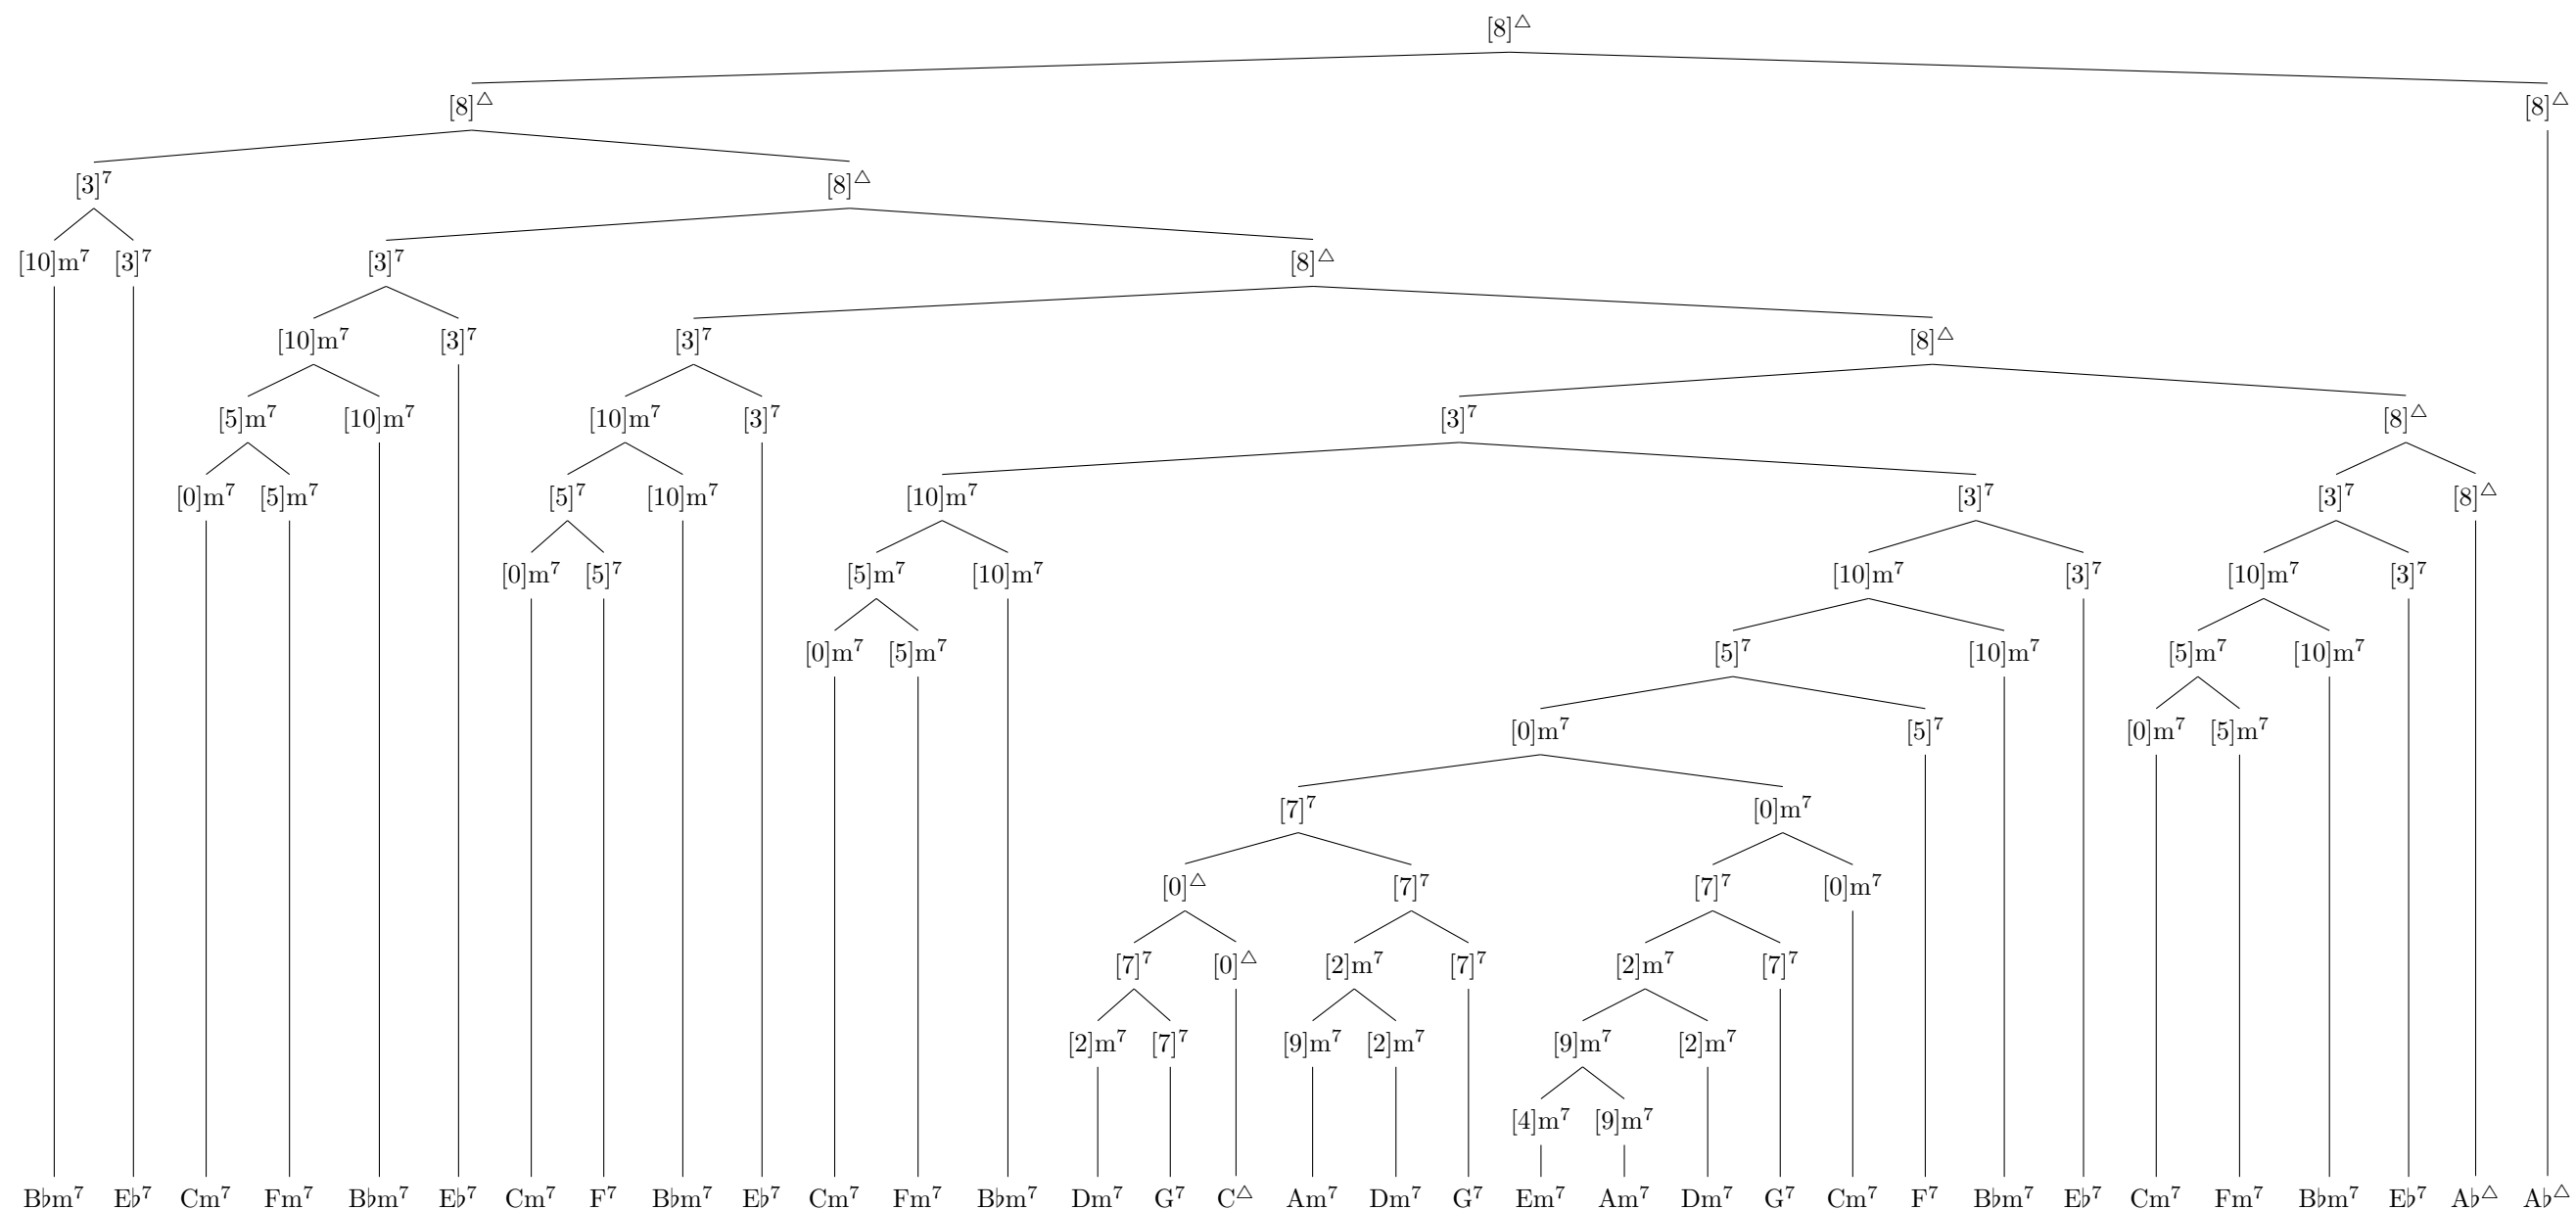 [8]△
[8]△ [8]△
[3]⁷ [8]△
[10]m⁷ [3]⁷ [3]⁷ [8]△
[10]m⁷ [3]⁷ [3]⁷ [8]△
[5]m⁷ [10]m⁷ [10]m⁷ [3]⁷ [3]⁷ [8]△
[0]m⁷ [5]m⁷ [5]⁷ [10]m⁷ [10]m⁷ [3]⁷ [3]⁷ [8]△
[0]m⁷ [5]⁷ [5]m⁷ [10]m⁷ [10]m⁷ [3]⁷ [10]m⁷ [3]⁷
[0]m⁷ [5]m⁷ [5]⁷ [10]m⁷ [5]m⁷ [10]m⁷
[0]m⁷ [5]⁷ [0]m⁷ [5]m⁷
[7]⁷ [0]m⁷
[0]△ [7]⁷ [7]⁷ [0]m⁷
[7]⁷ [0]△ [2]m⁷ [7]⁷ [2]m⁷ [7]⁷
[2]m⁷ [7]⁷ [9]m⁷ [2]m⁷ [9]m⁷ [2]m⁷
[4]m⁷ [9]m⁷
B♭m⁷ E♭⁷ Cm⁷ Fm⁷ B♭m⁷ E♭⁷ Cm⁷ F⁷ B♭m⁷ E♭⁷ Cm⁷ Fm⁷ B♭m⁷ Dm⁷ G⁷ C△ Am⁷ Dm⁷ G⁷ Em⁷ Am⁷ Dm⁷ G⁷ Cm⁷ F⁷ B♭m⁷ E♭⁷ Cm⁷ Fm⁷ B♭m⁷ E♭⁷ A♭△ A♭△